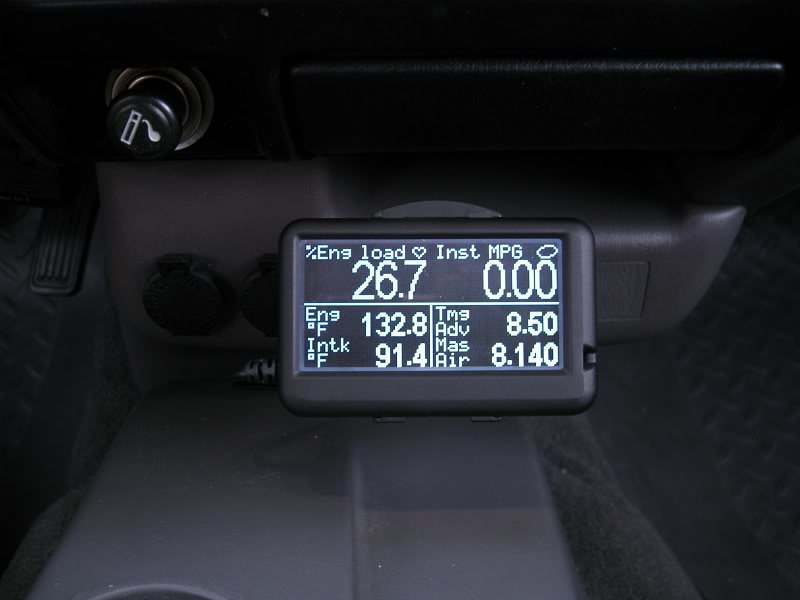 %Eng load Inst MPG
26.7 0.00
Eng °F 132.8 Tmg Adv 8.50
Intk °F 91.4 Mas Air 8.140